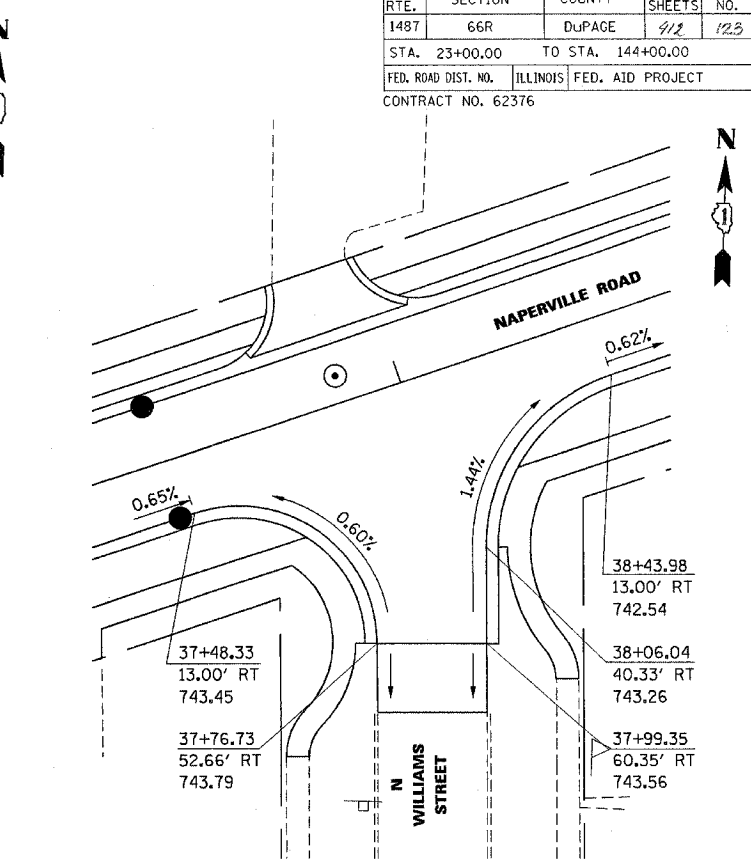 RTE. SECTION COUNTY SHEETS NO.
1487 66R DuPAGE 912 123
STA. 23+00.00 TO STA. 144+00.00
FED. ROAD DIST. NO. ILLINOIS FED. AID PROJECT
CONTRACT NO. 62376
N
N
1
NAPERVILLE ROAD
0.62%
1.44%
0.65%
0.60%
38+43.98
13.00' RT
742.54
37+48.33
13.00' RT
743.45
38+06.04
40.33' RT
743.26
37+76.73
52.66' RT
743.79
37+99.35
60.35' RT
743.56
N
WILLIAMS
STREET